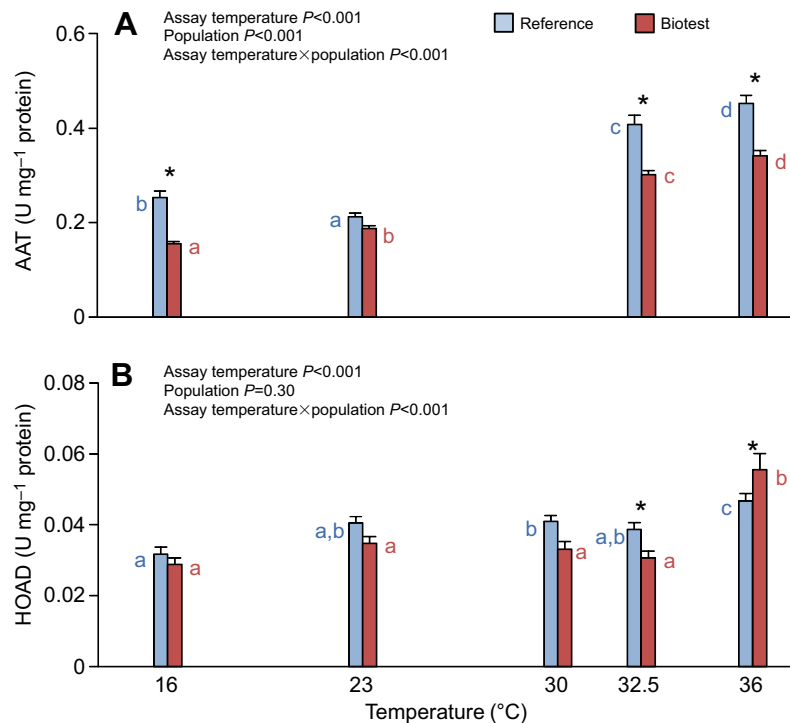 A
Assay temperature P<0.001
Population P<0.001
Assay temperature×population P<0.001
Reference
Biotest
AAT (U mg–1 protein)
0.6
0.4
0.2
0
b
*
a
a
b
c
*
c
d
*
d
B
Assay temperature P<0.001
Population P=0.30
Assay temperature×population P<0.001
HOAD (U mg–1 protein)
0.08
0.06
0.04
0.02
0
a
a
a,b
a
b
a
a,b
*
a
c
*
b
16
23
30
32.5
36
Temperature (°C)